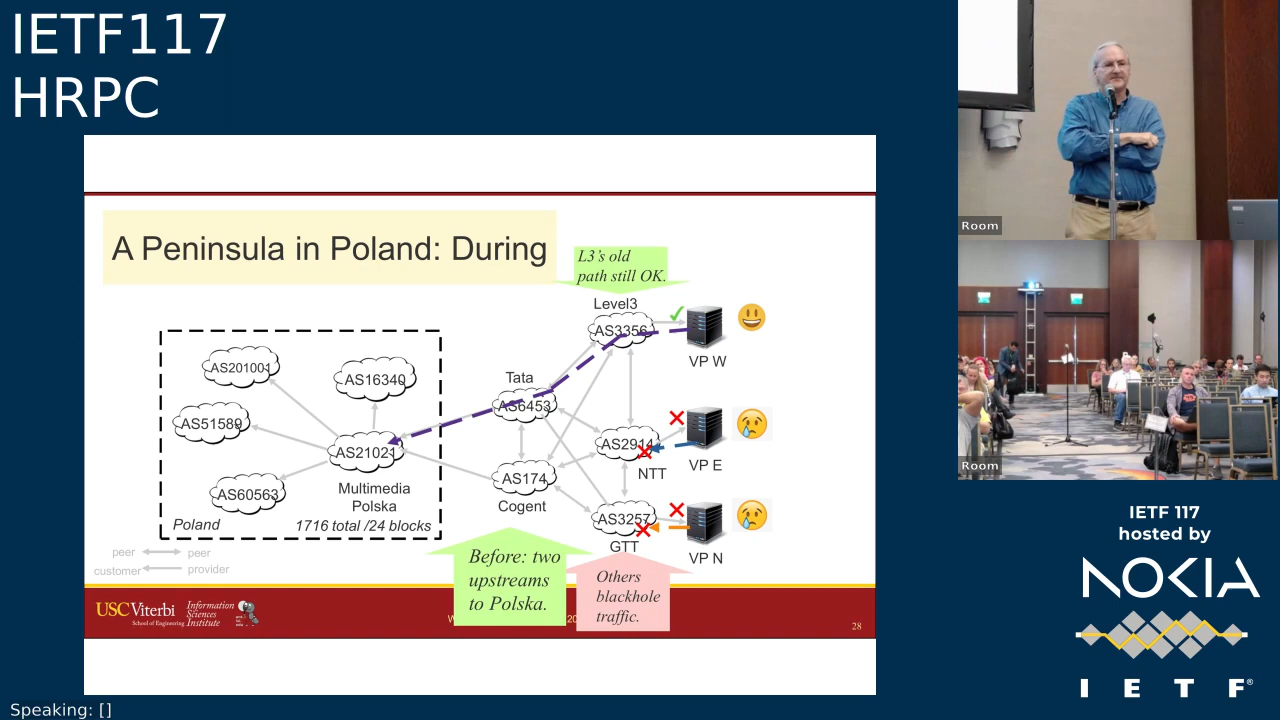 IETF117
HRPC
A Peninsula in Poland: During
L3's old
path still OK.
Level3
AS3356
VP W
AS201001
AS16340
Tata
AS6453
AS51589
AS2914
VP E
AS21021
NTT
AS174
AS60563
Multimedia
Polska
Cogent
AS3257
Poland
1716 total /24 blocks
GTT
VP N
peer
peer
customer
provider
Before: two
upstreams
to Polska.
Others
blackhole
traffic.
USC Viterbi
School of Engineering
Information
Sciences
Institute
28
Room
Room
IETF 117
hosted by
NOKIA
I E T F®
Speaking: []